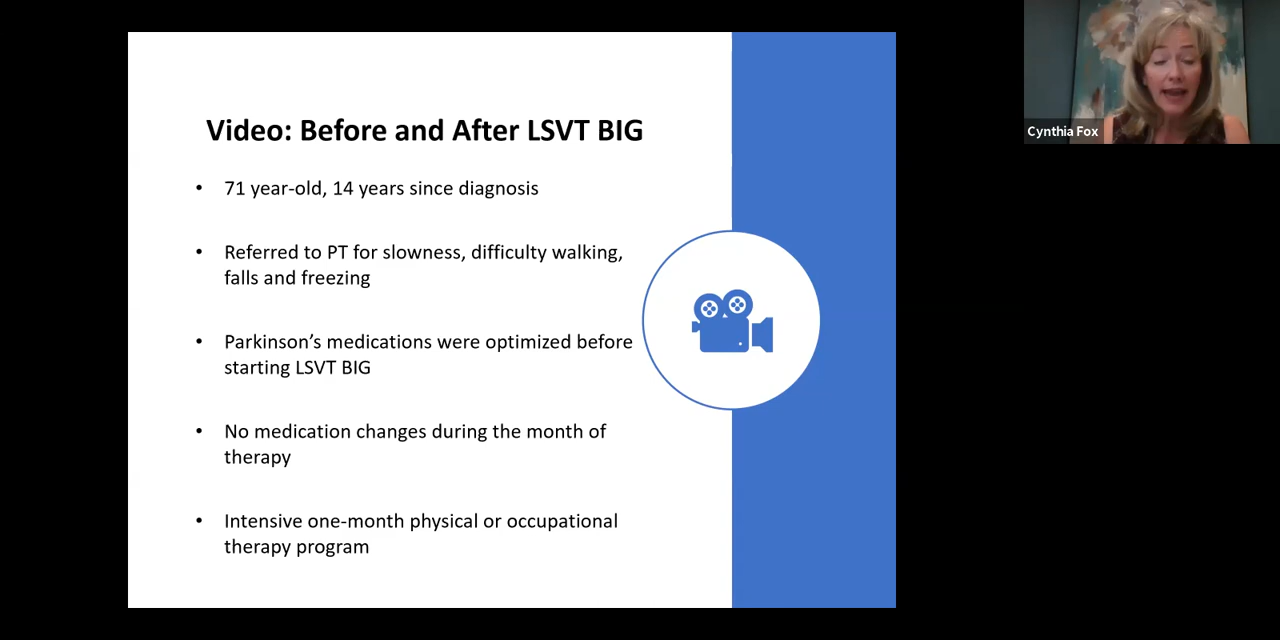 Video: Before and After LSVT BIG
• 71 year-old, 14 years since diagnosis
• Referred to PT for slowness, difficulty walking,
falls and freezing
• Parkinson’s medications were optimized before
starting LSVT BIG
• No medication changes during the month of
therapy
• Intensive one-month physical or occupational
therapy program
Cynthia Fox